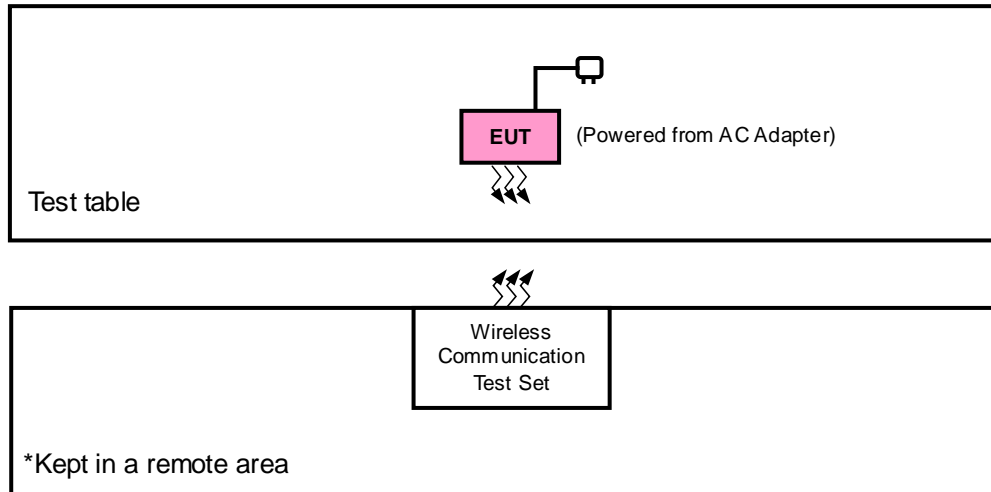 EUT
(Powered from AC Adapter)
Test table
Wireless
Communication
Test Set
*Kept in a remote area